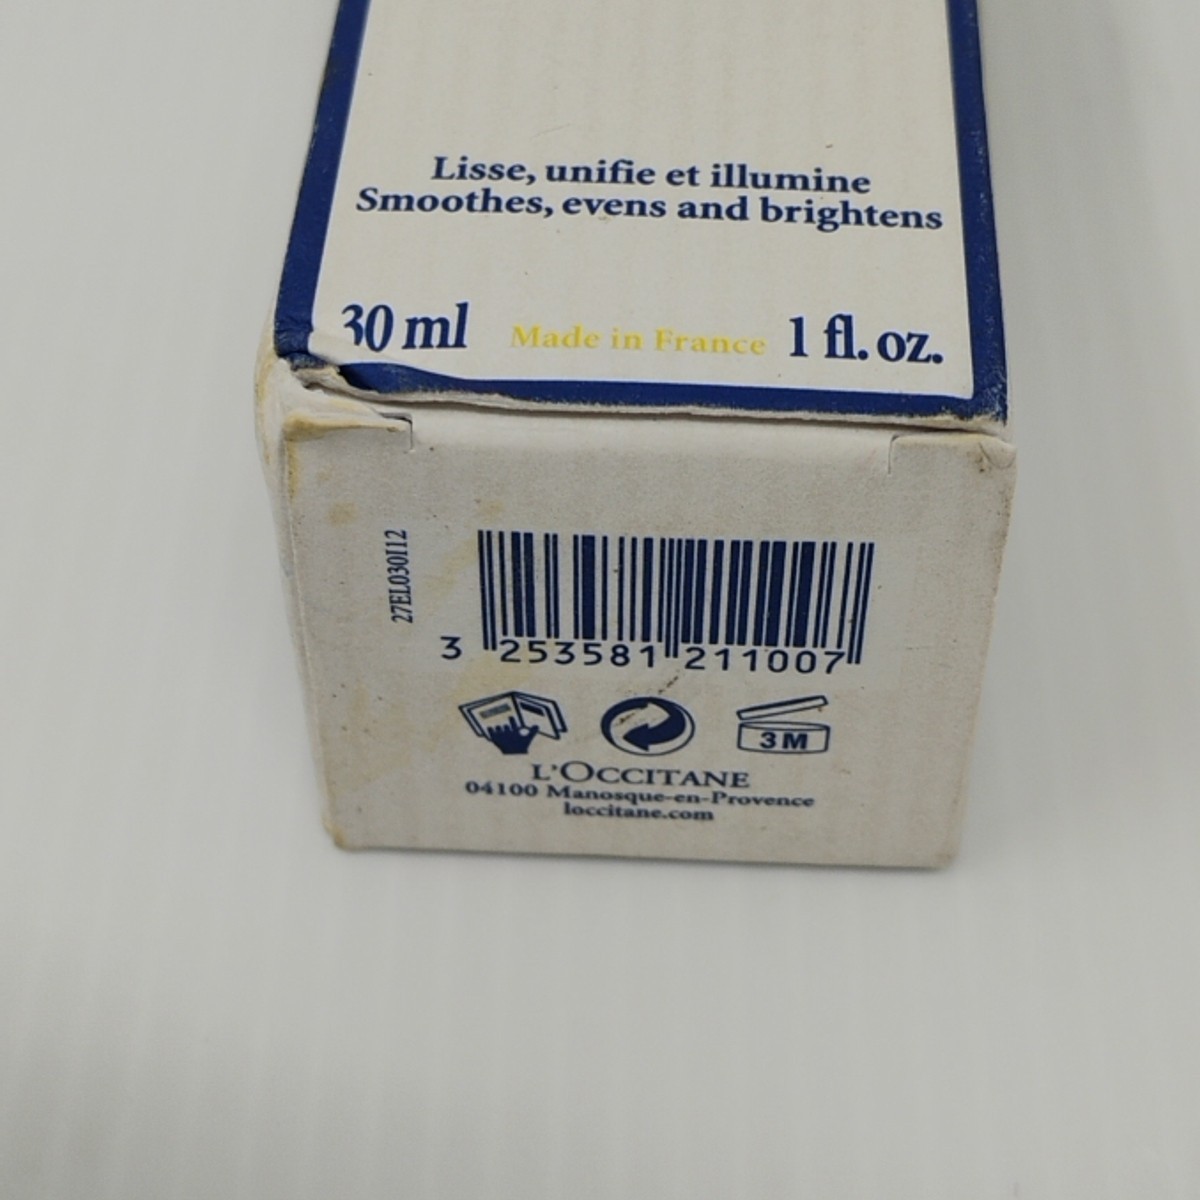 Lisse, unifie et illumine
Smoothes, evens and brightens
30 ml Made in France 1 fl. oz.
27EL030I12
3 253581 211007
3M
L'OCCITANE
04100 Manosque-en-Provence
loccitane.com